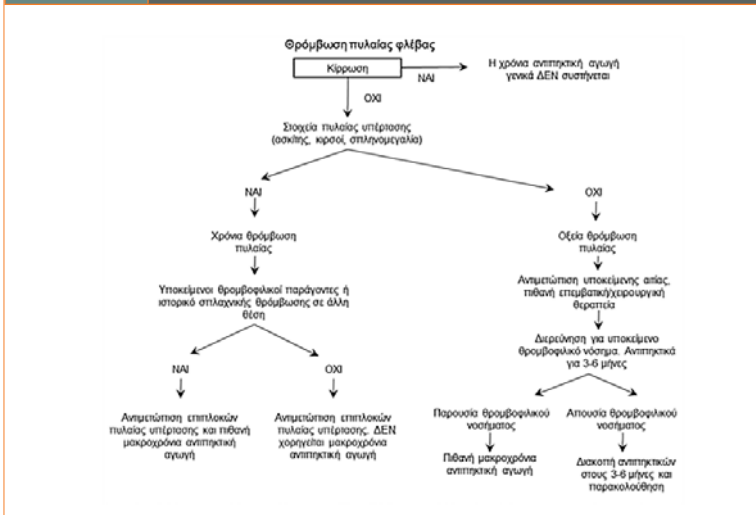 Θρόμβωση πυλαίας φλέβας
Κίρρωση
ΝΑΙ
Η χρόνια αντιπηκτική αγωγή
γενικά ΔΕΝ συστήνεται
ΟΧΙ
Στοιχεία πυλαίας υπέρτασης
(ασκίτης, κιρσοί, σπληνομεγαλία)
ΝΑΙ
ΟΧΙ
Χρόνια θρόμβωση
πυλαίας
Οξεία θρόμβωση
πυλαίας
Υποκείμενοι θρομβοφιλικοί παράγοντες ή
ιστορικό σπλαχνικής θρόμβωσης σε άλλη
θέση
Αντιμετώπιση υποκείμενης αιτίας,
πιθανή επεμβατική/χειρουργική
θεραπεία
Διερεύνηση για υποκείμενο
θρομβοφιλικό νόσημα. Αντιπηκτικά
για 3-6 μήνες
ΝΑΙ
ΟΧΙ
Αντιμετώπιση επιπλοκών
πυλαίας υπέρτασης και πιθανή
μακροχρόνια αντιπηκτική
αγωγή
Αντιμετώπιση επιπλοκών
πυλαίας υπέρτασης. ΔΕΝ
χορηγείται μακροχρόνια
αντιπηκτική αγωγή
Παρουσία θρομβοφιλικού
νοσήματος
Απουσία θρομβοφιλικού
νοσήματος
Πιθανή μακροχρόνια
αντιπηκτική αγωγή
Διακοπή αντιπηκτικών
στους 3-6 μήνες και
παρακολούθηση